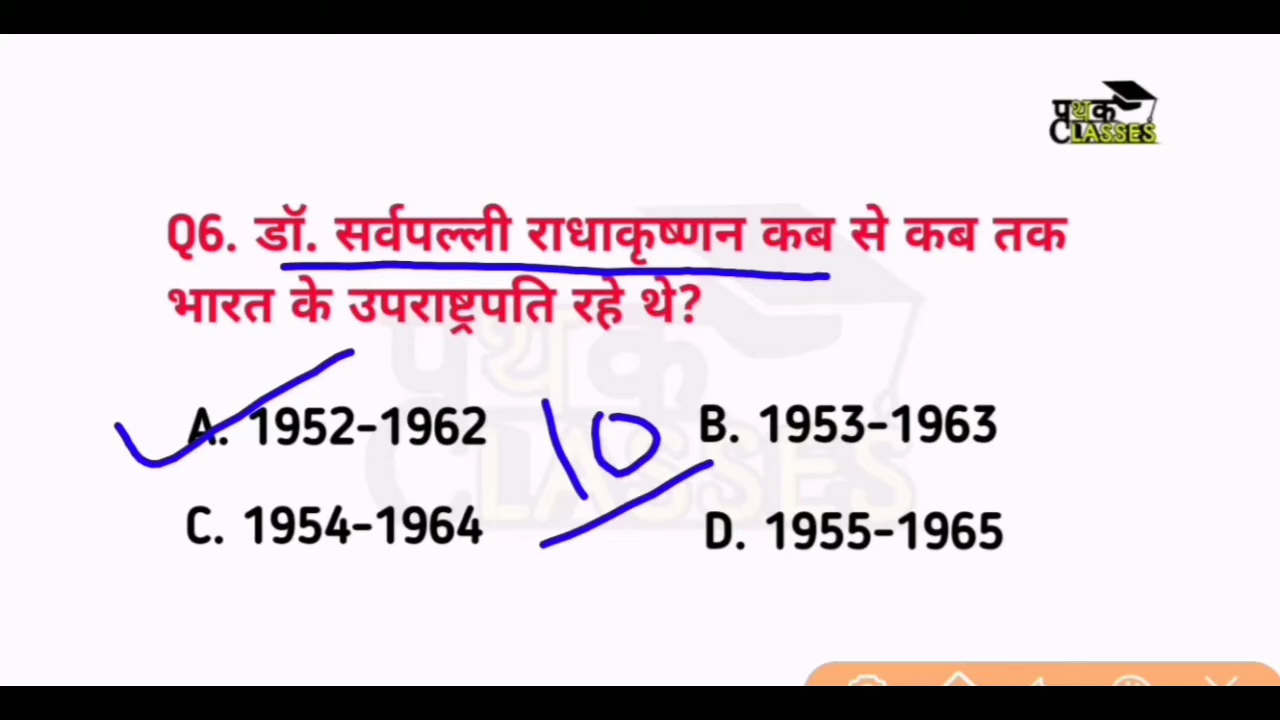 पथक
CLASSES
Q6. डॉ. सर्वपल्ली राधाकृष्णन कब से कब तक
भारत के उपराष्ट्रपति रहे थे?
A. 1952-1962
10
B. 1953-1963
C. 1954-1964
D. 1955-1965